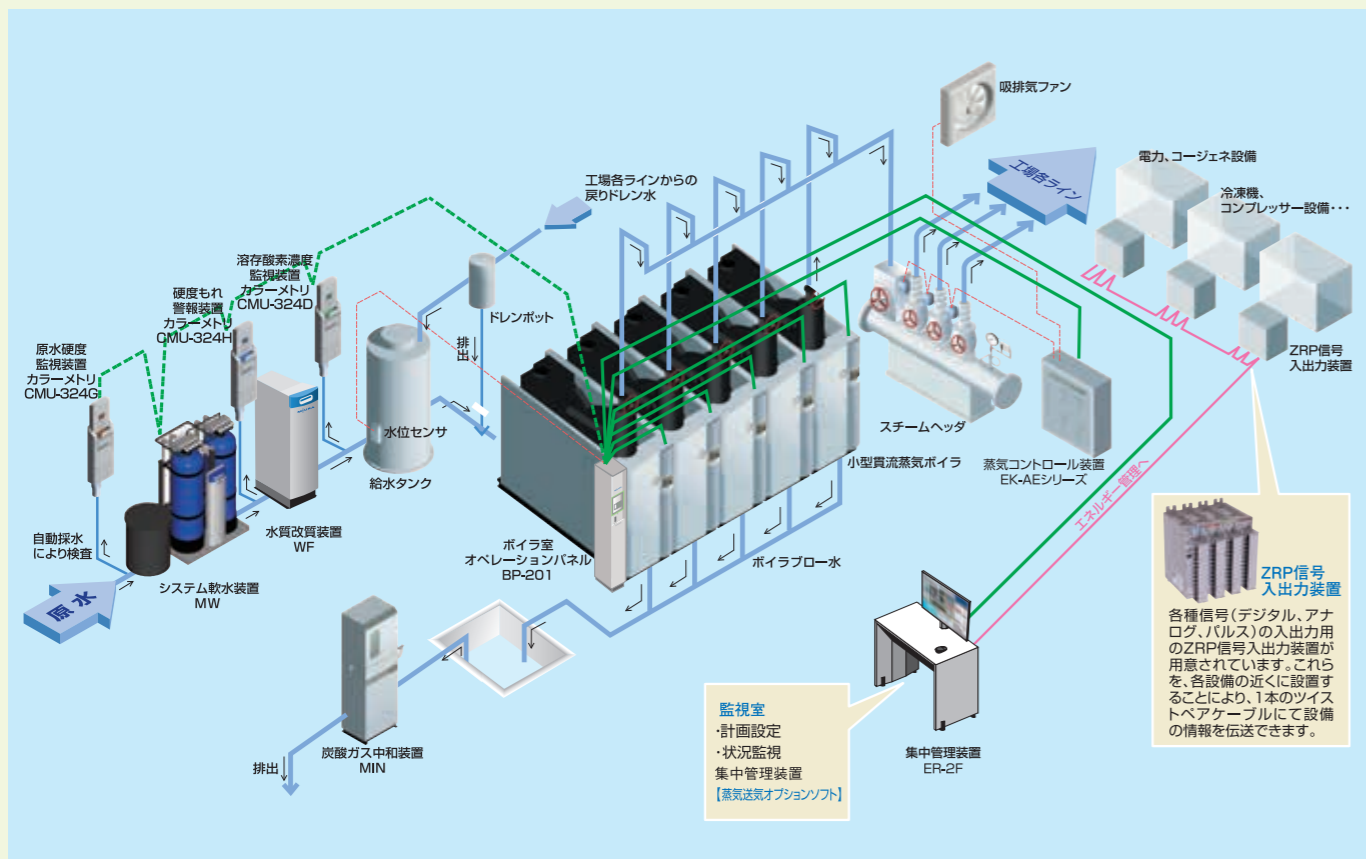 吸排気ファン
電力、コージェネ設備
冷凍機、
コンプレッサー設備・・・
工場各ライン
工場各ラインからの
戻りドレン水
溶存酸素濃度
監視装置
カラーメトリ
CMU-324D
硬度もれ
警報装置
カラーメトリ
CMU-324H
原水硬度
監視装置
カラーメトリ
CMU-324G
ドレンポット
排出
ZRP信号
入出力装置
水位センサ
給水タンク
スチームヘッダ
小型貫流蒸気ボイラ
蒸気コントロール装置
EK-AEシリーズ
エネルギー管理へ
自動採水
により検査
水質改質装置
WF
システム軟水装置
MW
原水
ボイラ室
オペレーションパネル
BP-201
ボイラブロー水
ZRP信号
入出力装置
各種信号(デジタル、アナ
ログ、パルス)の入出力用
のZRP信号入出力装置が
用意されています。これら
を、各設備の近くに設置す
ることにより、1本のツイス
トペアケーブルにて設備
の情報を伝送できます。
監視室
・計画設定
・状況監視
集中管理装置
【蒸気送気オプションソフト】
集中管理装置
ER-2F
炭酸ガス中和装置
MIN
排出